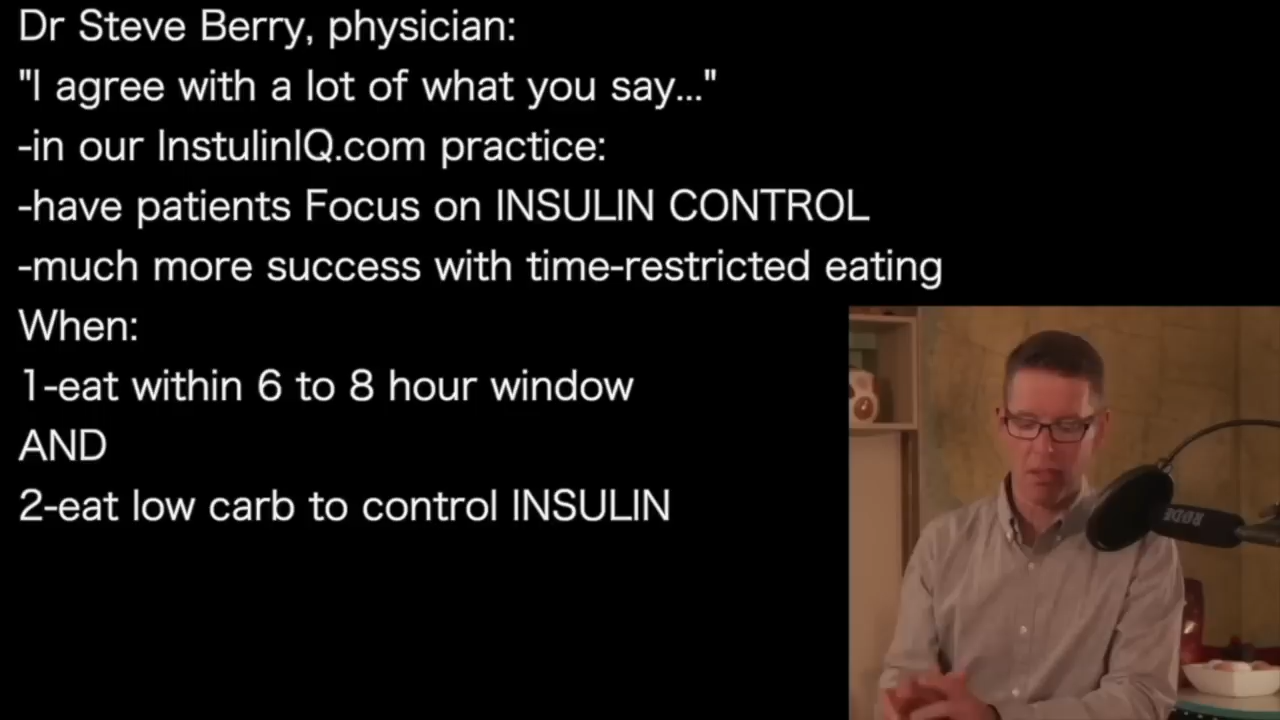 Dr Steve Berry, physician:
"I agree with a lot of what you say..."
-in our InstulinIQ.com practice:
-have patients Focus on INSULIN CONTROL
-much more success with time-restricted eating
When:
1-eat within 6 to 8 hour window
AND
2-eat low carb to control INSULIN
RØDE